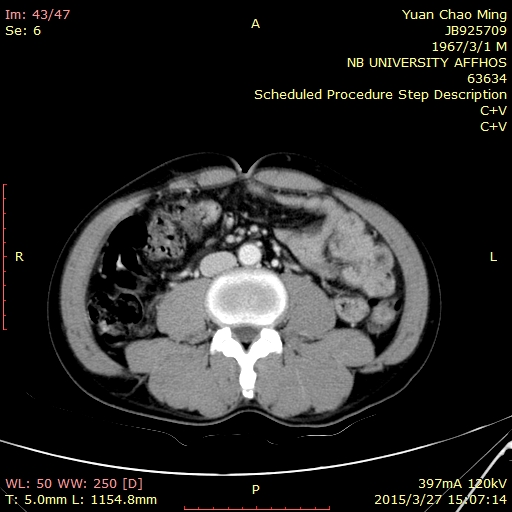 Im: 43/47
Se: 6
A
Yuan Chao Ming
JB925709
1967/3/1 M
NB UNIVERSITY AFFHOS
63634
Scheduled Procedure Step Description
C+V
C+V
R
L
WL: 50 WW: 250 [D]
T: 5.0mm L: 1154.8mm
P
397mA 120kV
2015/3/27 15:07:14